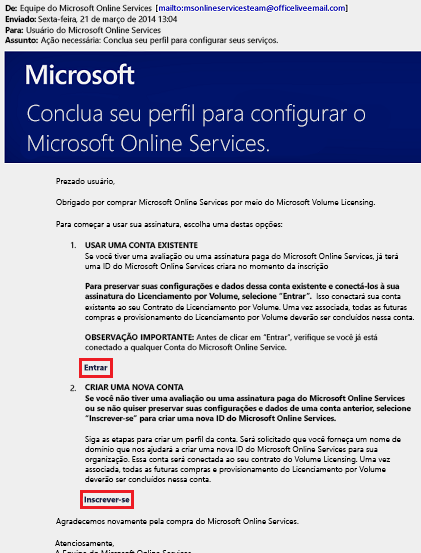 De: Equipe do Microsoft Online Services [mailto:msonlineservicesteam@officeliveemail.com]
Enviado: Sexta-feira, 21 de março de 2014 13:04
Para: Usuário do Microsoft Online Services
Assunto: Ação necessária: Conclua seu perfil para configurar seus serviços.
Microsoft
Conclua seu perfil para configurar o
Microsoft Online Services.
Prezado usuário,
Obrigado por comprar Microsoft Online Services por meio do Microsoft Volume Licensing.
Para começar a usar sua assinatura, escolha uma destas opções:
1. USAR UMA CONTA EXISTENTE
Se você tiver uma avaliação ou uma assinatura paga do Microsoft Online Services, já terá
uma ID do Microsoft Online Services criara no momento da inscrição
Para preservar suas configurações e dados dessa conta existente e conectá-los à sua
assinatura do Licenciamento por Volume, selecione "Entrar". Isso conectará sua conta
existente ao seu Contrato de Licenciamento por Volume. Uma vez associada, todas as futuras
compras e provisionamento do Licenciamento por Volume deverão ser concluídos nessa conta.
OBSERVAÇÃO IMPORTANTE: Antes de clicar em "Entrar", verifique se você já está
conectado a qualquer Conta do Microsoft Online Service.
Entrar
2. CRIAR UMA NOVA CONTA
Se você não tiver uma avaliação ou uma assinatura paga do Microsoft Online Services
ou se não quiser preservar suas configurações e dados de uma conta anterior, selecione
"Inscrever-se" para criar uma nova ID do Microsoft Online Services.
Siga as etapas para criar um perfil da conta. Será solicitado que você forneça um nome de
domínio que nos ajudará a criar uma nova ID do Microsoft Online Services para sua
organização. Essa conta será conectada ao seu contrato do Volume Licensing. Uma vez
associada, todas as futuras compras e provisionamento do Licenciamento por Volume
deverão ser concluídos nessa conta.
Inscrever-se
Agradecemos novamente pela compra do Microsoft Online Services.
Atenciosamente,
A Equipe do Microsoft Online Services